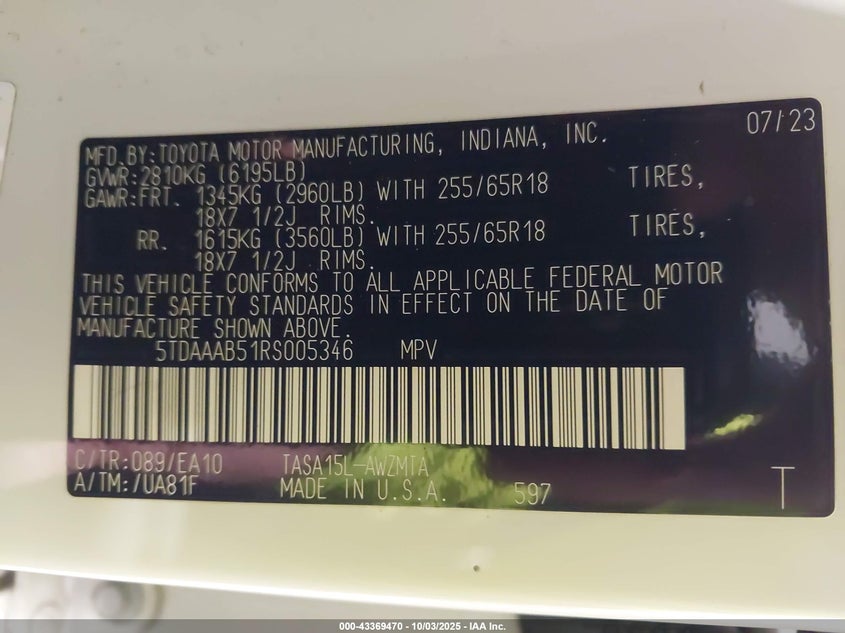 07/23
MFD.BY:TOYOTA MOTOR MANUFACTURING, INDIANA, INC.
GVWR:2810KG (6195LB)
GAWR:FRT. 1345KG (2960LB) WITH 255/65R18 TIRES,
18X7 1/2J RIMS.
RR. 1615KG (3560LB) WITH 255/65R18 TIRES,
18X7 1/2J RIMS.
THIS VEHICLE CONFORMS TO ALL APPLICABLE FEDERAL MOTOR
VEHICLE SAFETY STANDARDS IN EFFECT ON THE DATE OF
MANUFACTURE SHOWN ABOVE.
5TDAAAB51RS005346 MPV
C/TR:089/EA10 TASA15L-AWZMTA
A/TM:/UA81F MADE IN U.S.A. 597 T
000-43369470 - 10/03/2025 - IAA Inc.